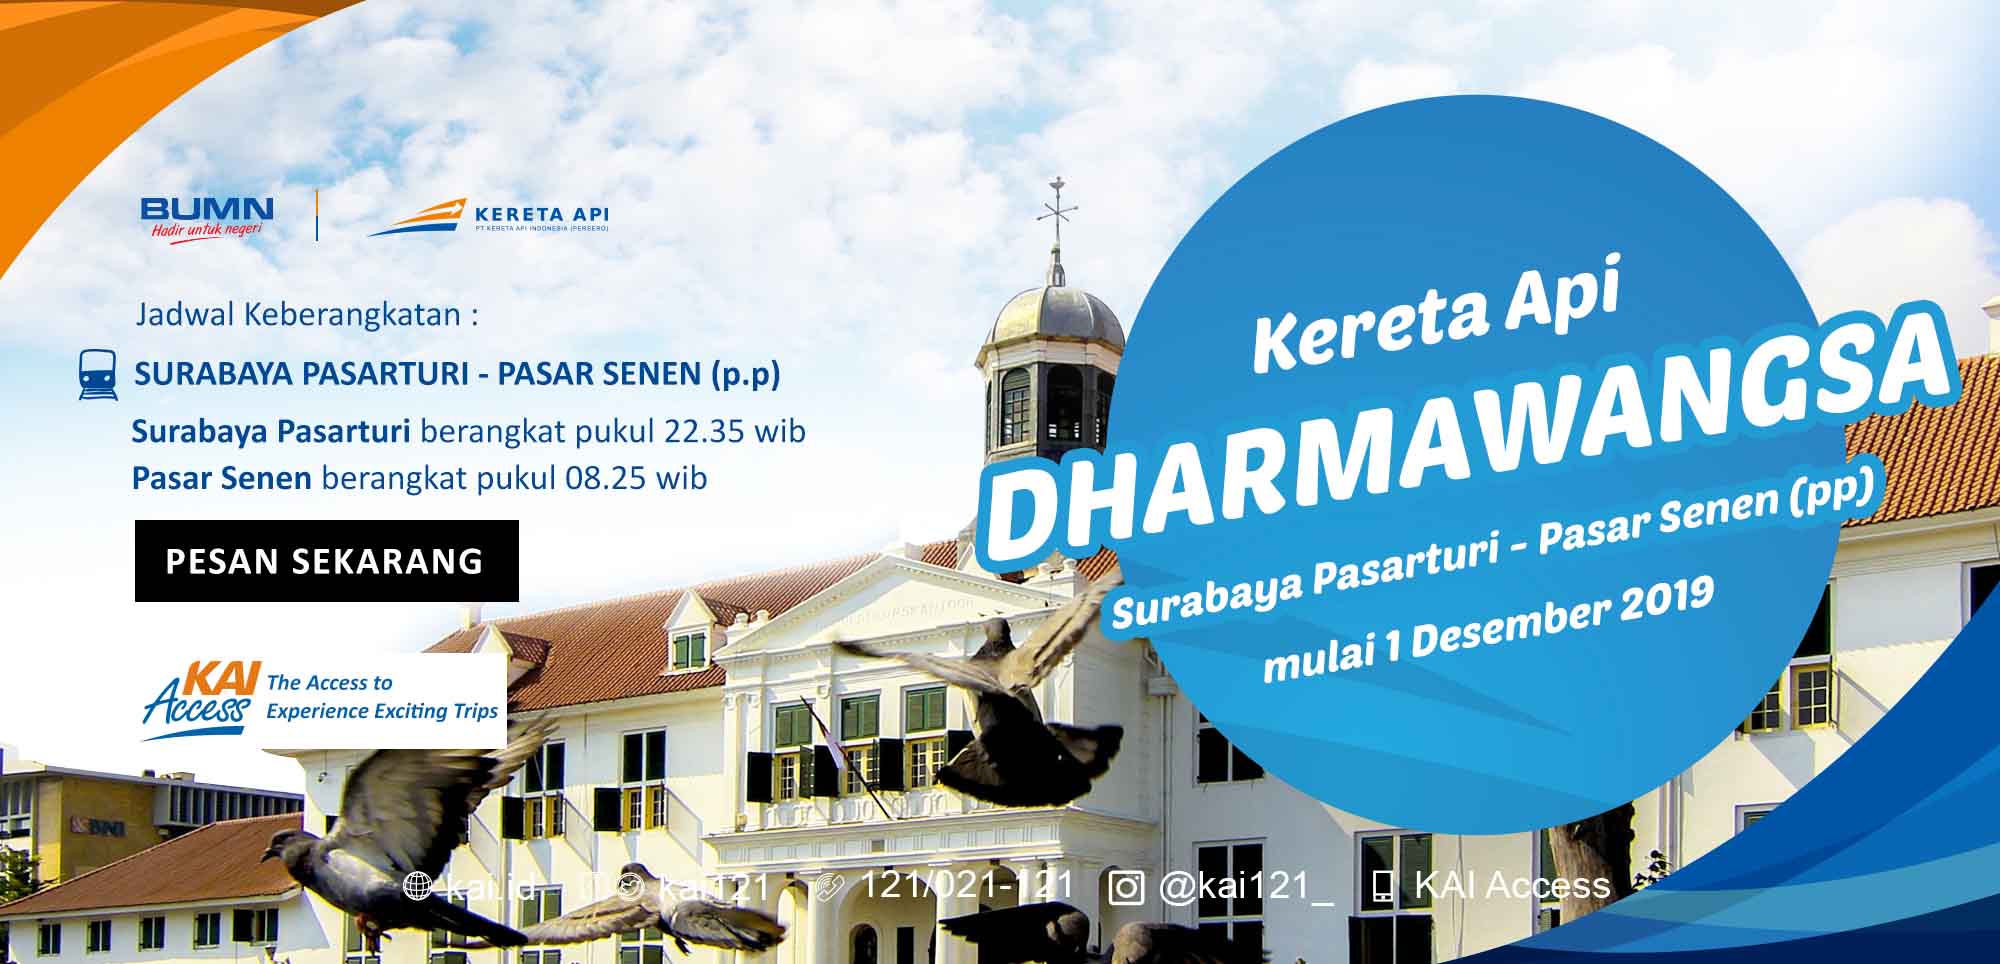 BUMN
Hadir untuk negeri
KERETA API
PT KERETA API INDONESIA (PERSERO)
Jadwal Keberangkatan :
SURABAYA PASARTURI - PASAR SENEN (p.p)
Surabaya Pasarturi berangkat pukul 22.35 wib
Pasar Senen berangkat pukul 08.25 wib
PESAN SEKARANG
KAI Access
The Access to
Experience Exciting Trips
Kereta Api
DHARMAWANGSA
Surabaya Pasarturi - Pasar Senen (pp)
mulai 1 Desember 2019
BNI
kai.id
kai121
121/021-121
@kai121_
KAI Access